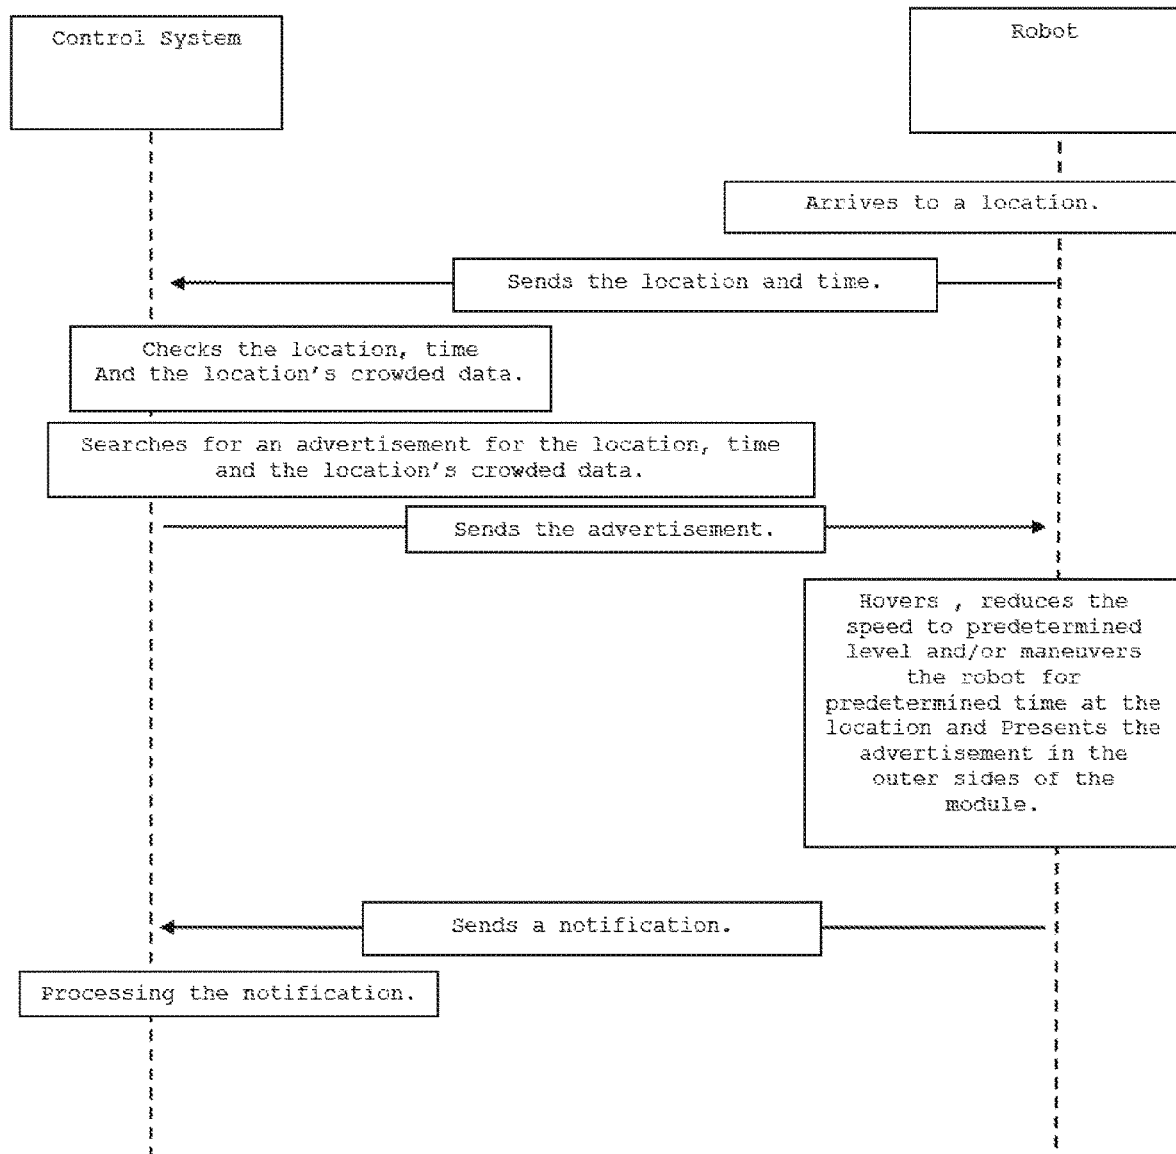 Control System
Robot
Arrives to a location.
Sends the location and time.
Checks the location, time
And the location's crowded data.
Searches for an advertisement for the location, time
and the location's crowded data.
Sends the advertisement.
Hovers , reduces the
speed to predetermined
level and/or maneuvers
the robot for
predetermined time at the
location and Presents the
advertisement in the
outer sides of the
module.
Sends a notification.
Processing the notification.